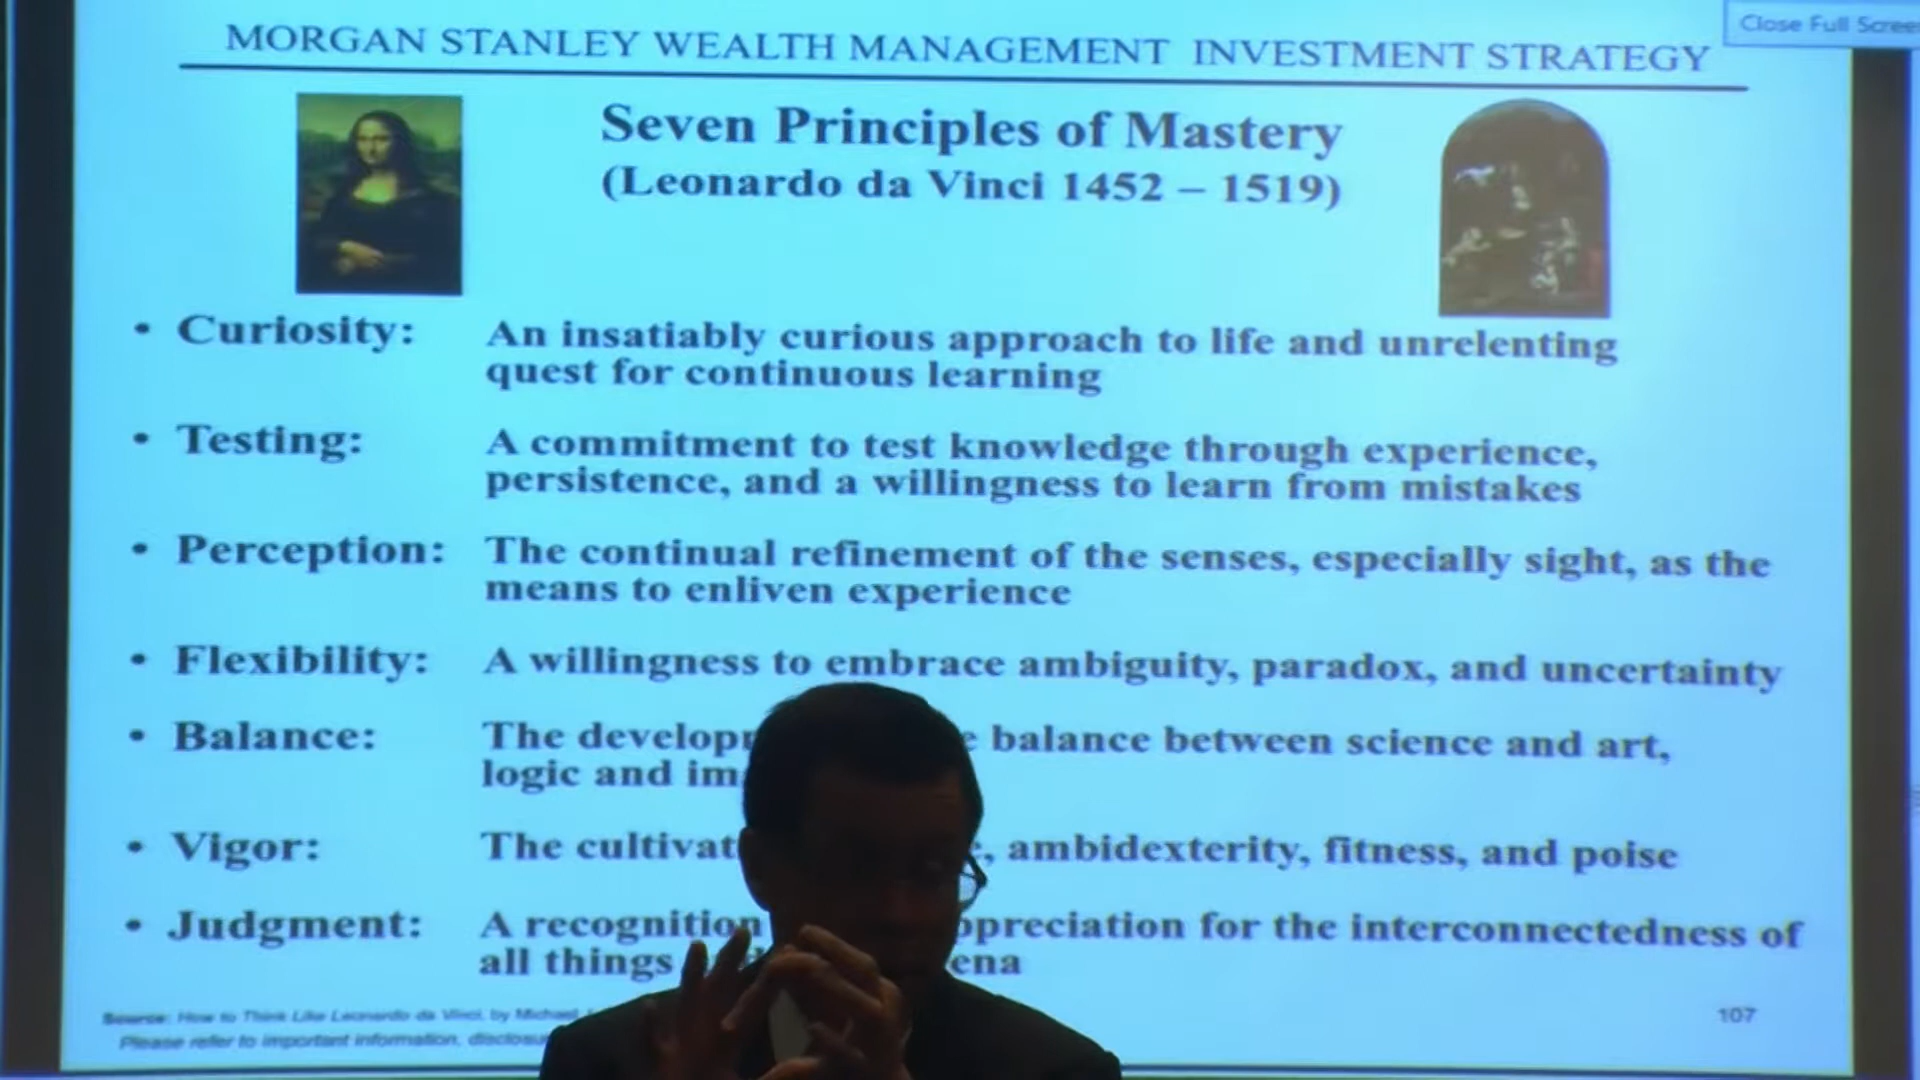 Close Full Scree
MORGAN STANLEY WEALTH MANAGEMENT INVESTMENT STRATEGY
Seven Principles of Mastery
(Leonardo da Vinci 1452 – 1519)
• Curiosity: An insatiably curious approach to life and unrelenting
quest for continuous learning
• Testing: A commitment to test knowledge through experience,
persistence, and a willingness to learn from mistakes
• Perception: The continual refinement of the senses, especially sight, as the
means to enliven experience
• Flexibility: A willingness to embrace ambiguity, paradox, and uncertainty
• Balance: The develop balance between science and art,
logic and im
• Vigor: The cultivat , ambidexterity, fitness, and poise
• Judgment: A recognition ppreciation for the interconnectedness of
all things ena
Source: How to Think Like Leonardo da Vinci, by Michael
Please refer to important information, disclosu
107